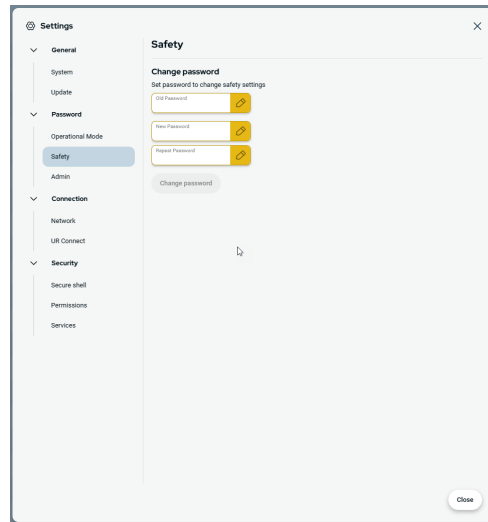 Settings
General
System
Update
Password
Operational Mode
Safety
Admin
Connection
Network
UR Connect
Security
Secure shell
Permissions
Services
Safety
Change password
Set password to change safety settings
Old Password
New Password
Repeat Password
Change password
Close